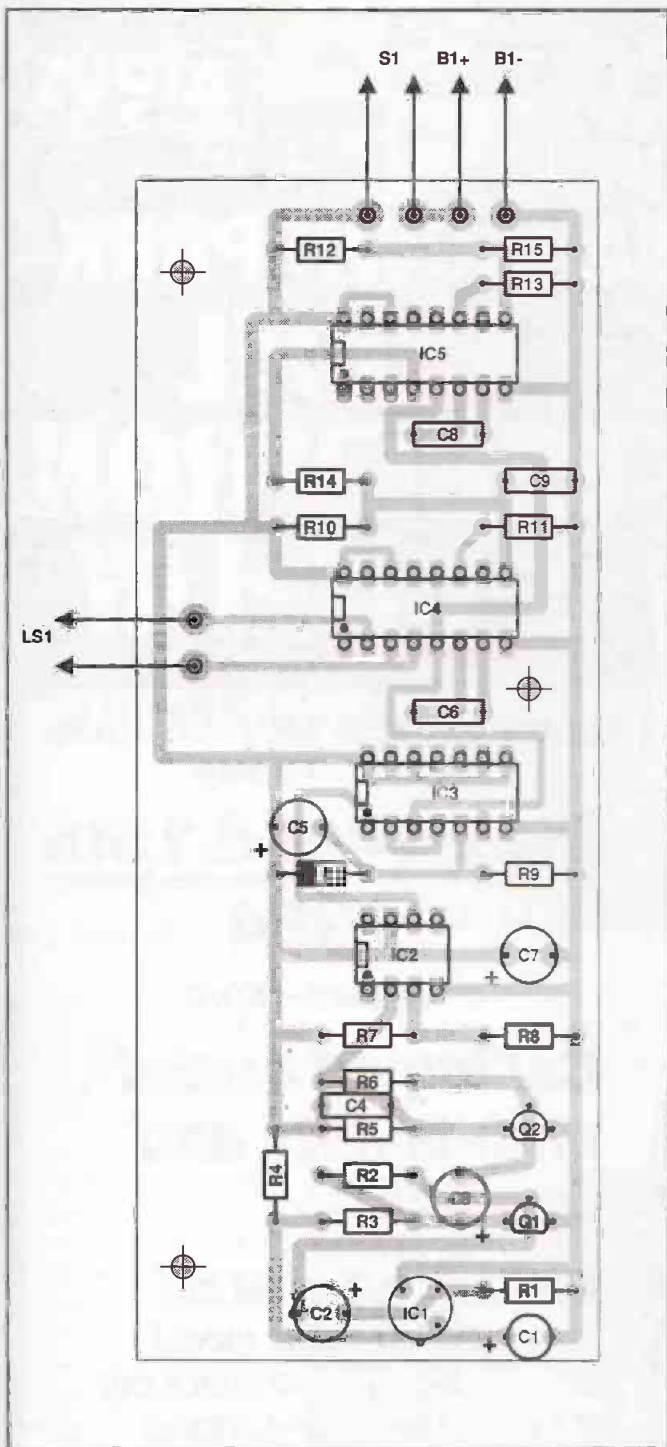 S1 B1+ B1-
R12 R15
R13
IC5
C8
R14 C9
R10 R11
IC4
LS1
C6
IC3
C5
+
R9
IC2 C7
+
R7 R8
R6
C4
R5 Q2
R4
R2
R3 Q1
+
+
R1
C2 IC1
C1
+